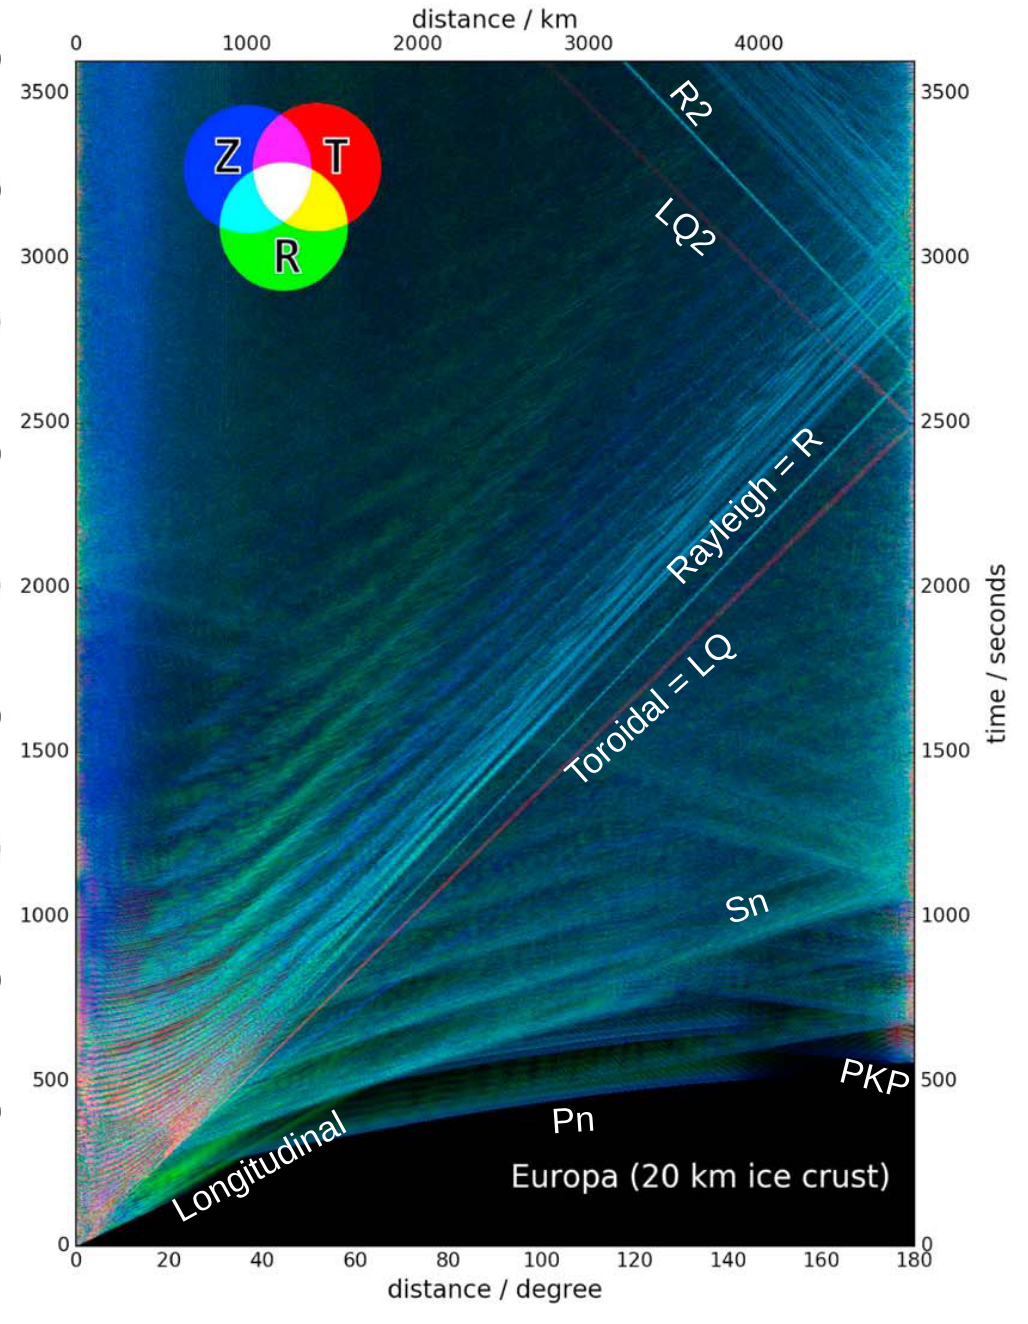 distance / km
0 1000 2000 3000 4000
3500 3500
R2
Z T
R
LQ2
3000 3000
2500 2500
Rayleigh = R
2000 2000
Toroidal = LQ
time / seconds
1500 1500
1000 1000
Sn
500 500
PKP
Pn
Longitudinal
Europa (20 km ice crust)
0 0
0 20 40 60 80 100 120 140 160 180
distance / degree